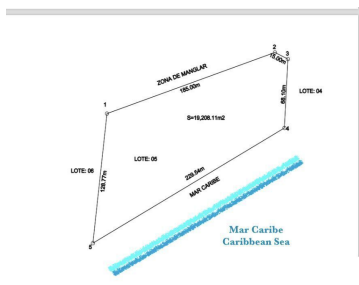 2
3
15.00m
ZONA DE MANGLAR
185.00m
LOTE: 04
68.10m
1
S=19,208.11m2
4
LOTE: 05
LOTE: 06
128.77m
229.54m
MAR CARIBE
5
Mar Caribe
Caribbean Sea